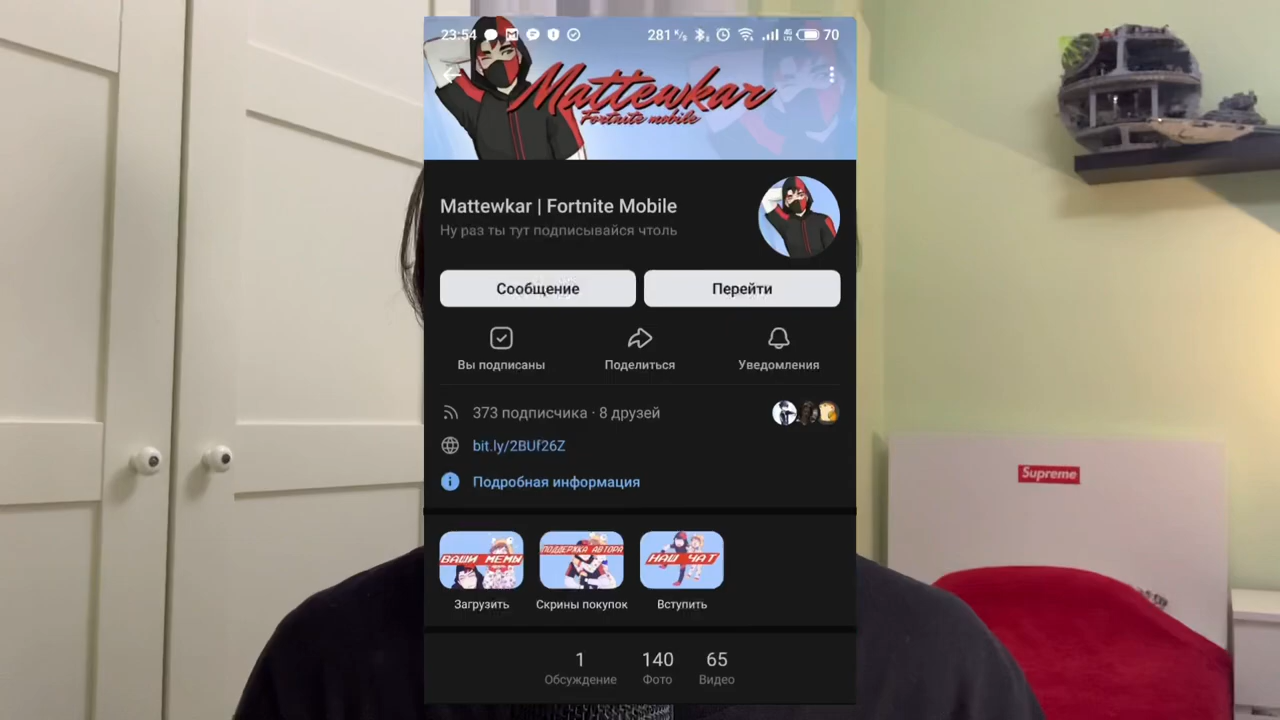 23:54
281 К/s
70
Mattewkar
Fortnite mobile
Mattewkar | Fortnite Mobile
Ну раз ты тут подписывайся чтоль
Сообщение
Перейти
Вы подписаны
Поделиться
Уведомления
373 подписчика · 8 друзей
bit.ly/2BUf26Z
Подробная информация
ВАШИ МЕМЫ
ПОДДЕРЖКА АВТОРА
НАШ ЧАТ
Загрузить
Скрины покупок
Вступить
1
140
65
Обсуждение
Фото
Видео
Supreme